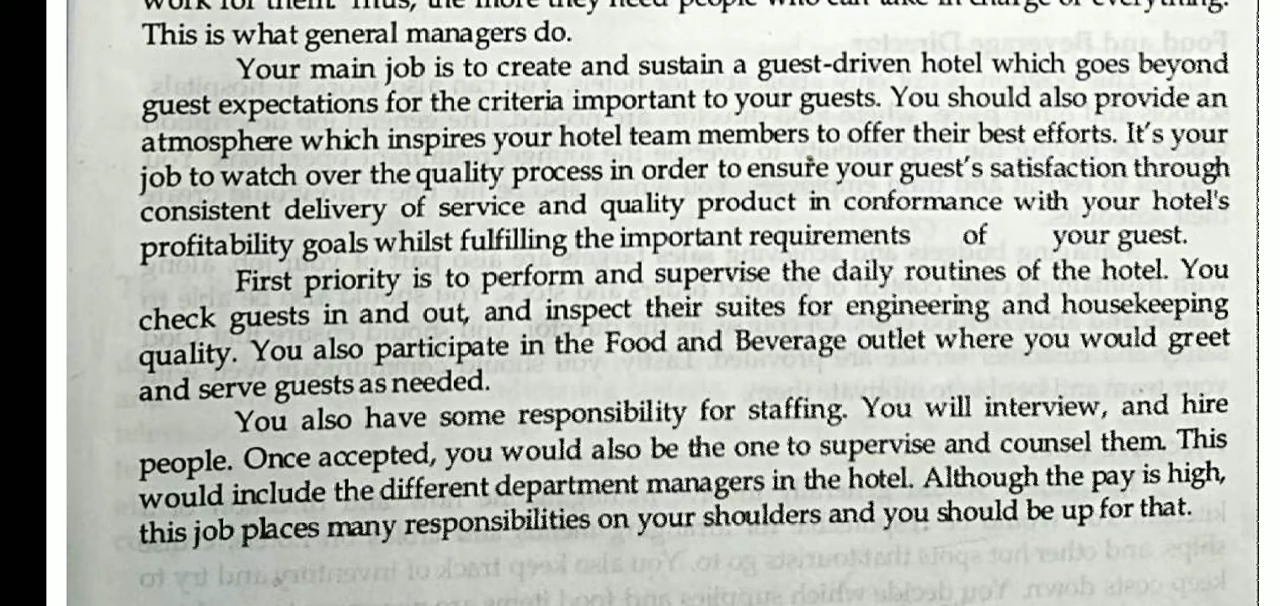 This is what general managers do.
Your main job is to create and sustain a guest-driven hotel which goes beyond
guest expectations for the criteria important to your guests. You should also provide an
atmosphere which inspires your hotel team members to offer their best efforts. It's your
job to watch over the quality process in order to ensure your guest's satisfaction through
consistent delivery of service and quality product in conformance with your hotel's
profitability goals whilst fulfilling the important requirements of your guest.
First priority is to perform and supervise the daily routines of the hotel. You
check guests in and out, and inspect their suites for engineering and housekeeping
quality. You also participate in the Food and Beverage outlet where you would greet
and serve guests as needed.
You also have some responsibility for staffing. You will interview, and hire
people. Once accepted, you would also be the one to supervise and counsel them. This
would include the different department managers in the hotel. Although the pay is high,
this job places many responsibilities on your shoulders and you should be up for that.